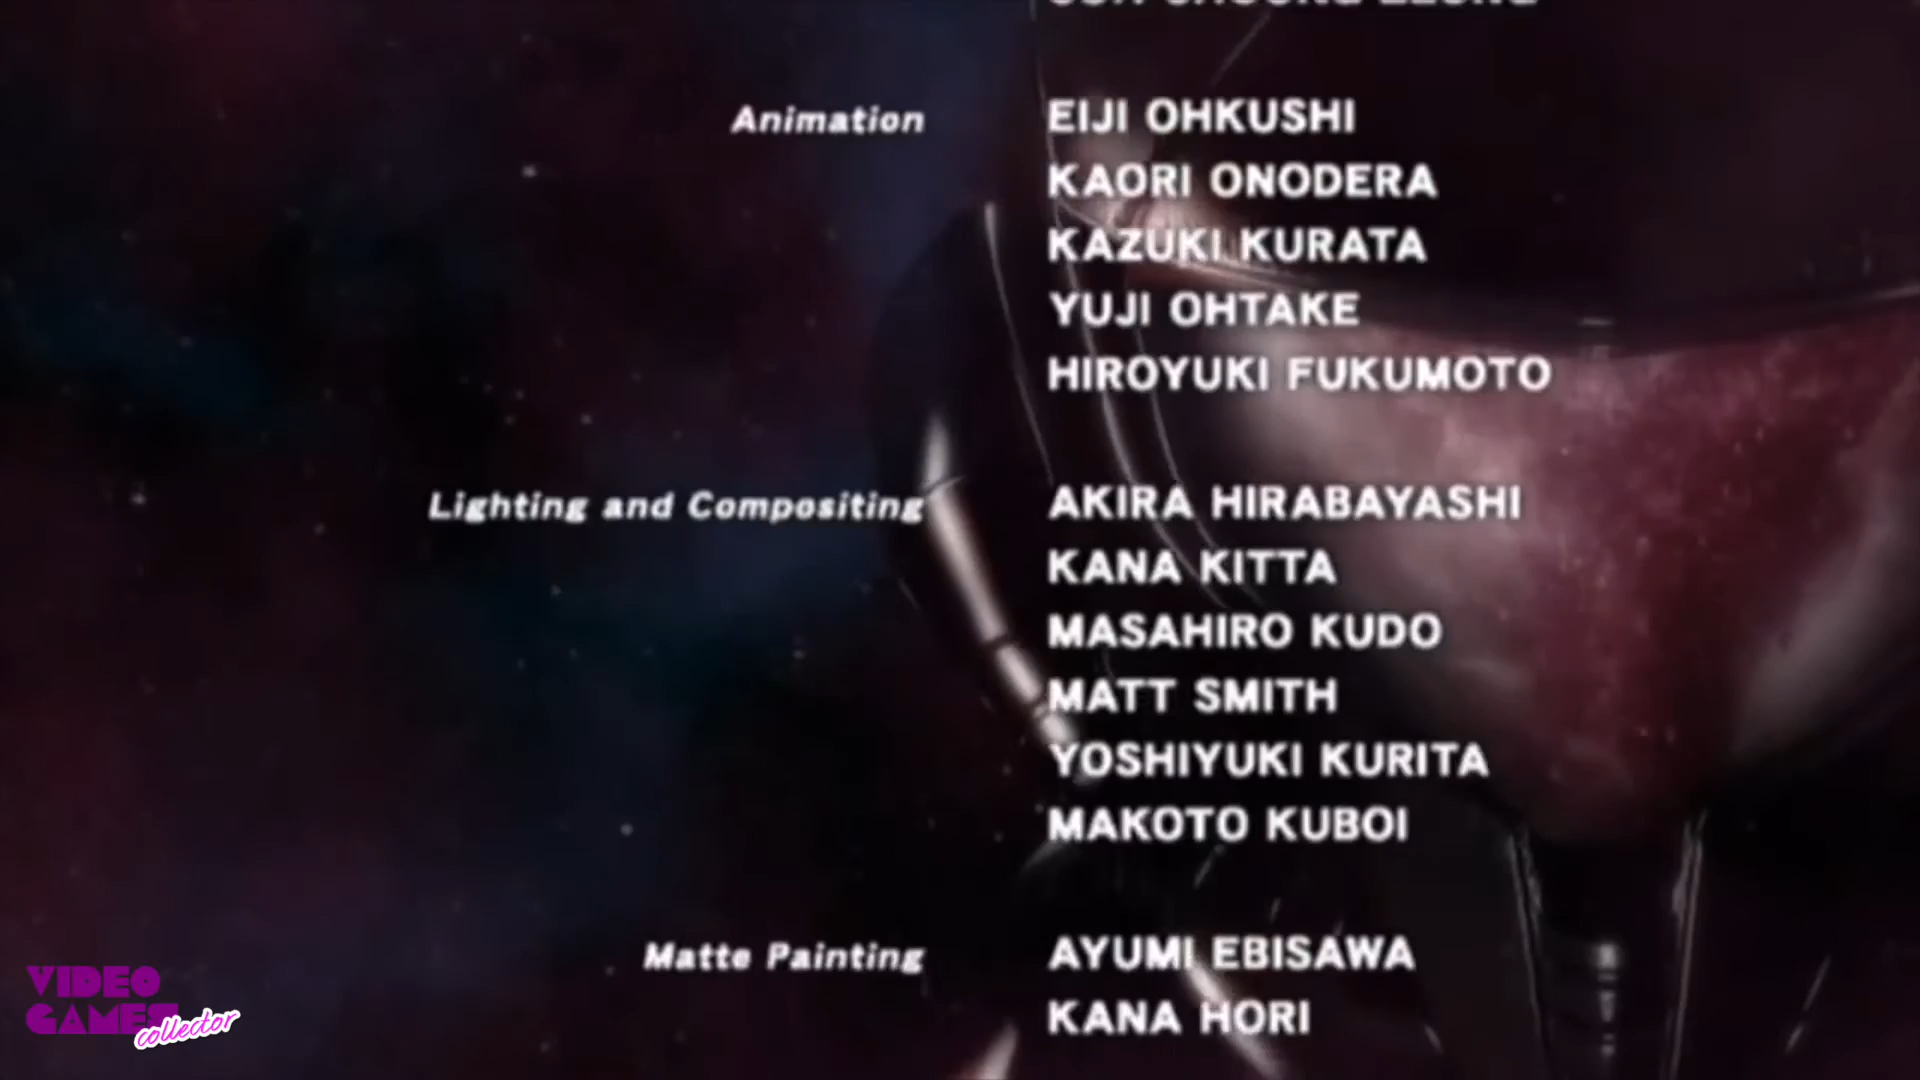 Animation EIJI OHKUSHI
KAORI ONODERA
KAZUKI KURATA
YUJI OHTAKE
HIROYUKI FUKUMOTO
Lighting and Compositing AKIRA HIRABAYASHI
KANA KITTA
MASAHIRO KUDO
MATT SMITH
YOSHIYUKI KURITA
MAKOTO KUBOI
Matte Painting AYUMI EBISAWA
KANA HORI
VIDEO
GAMES
collector